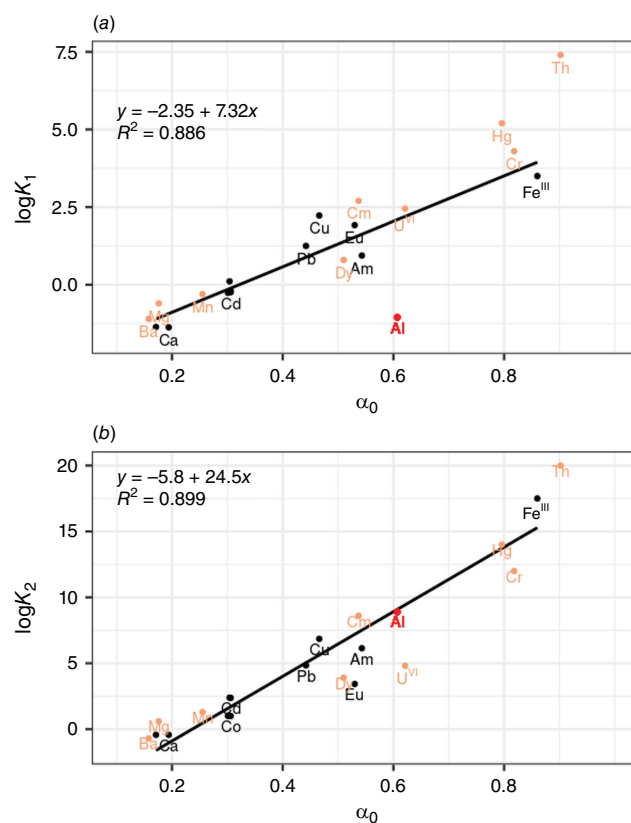 (a)
7.5
5.0
2.5
0.0
logK₁
y = –2.35 + 7.32x
R² = 0.886
Th
Hg
Cr
Feᴵᴵᴵ
Cm
Cu
Uⱽᴵ
Eu
Pb
Am
Dy
Cd
Mn
Mg
Al
Ba
Ca
0.2 0.4 0.6 0.8
α₀
(b)
20
15
10
5
0
logK₂
y = –5.8 + 24.5x
R² = 0.899
Th
Feᴵᴵᴵ
Hg
Cr
Cm
Al
Cu
Am
Pb
Uⱽᴵ
Dy
Eu
Cd
Mn
Co
Mg
Ba
Ca
0.2 0.4 0.6 0.8
α₀